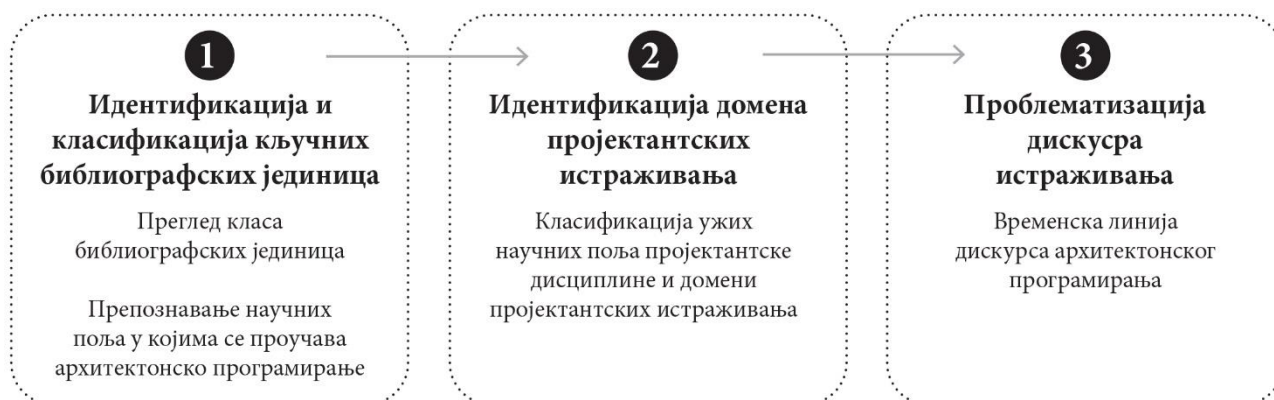 1
Идентификација и
класификација кључних
библиографских јединица
Преглед класа
библиографских јединица
Препознавање научних
поља у којима се проучава
архитектонско програмирање
2
Идентификација домена
пројектантских
истраживања
Класификација ужих
научних поља пројектантске
дисциплине и домени
пројектантских истраживања
3
Проблематизација
дискусра
истраживања
Временска линија
дискурса архитектонског
програмирања